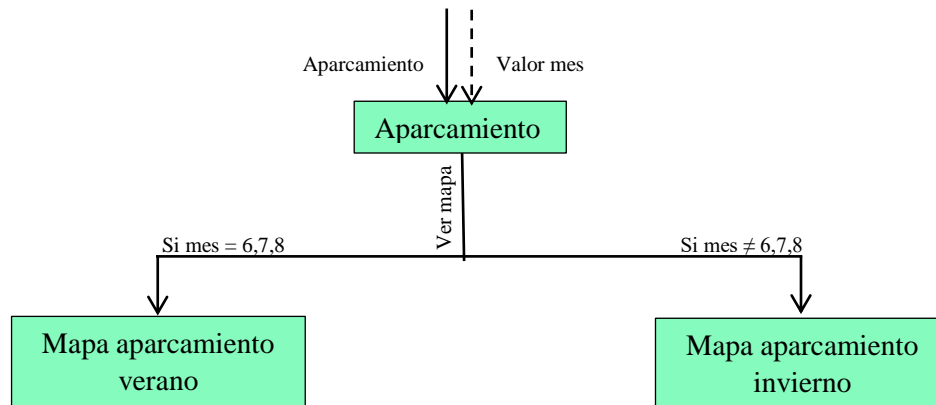 Aparcamiento
Valor mes
Aparcamiento
Ver mapa
Si mes = 6,7,8
Si mes ≠ 6,7,8
Mapa aparcamiento
verano
Mapa aparcamiento
invierno